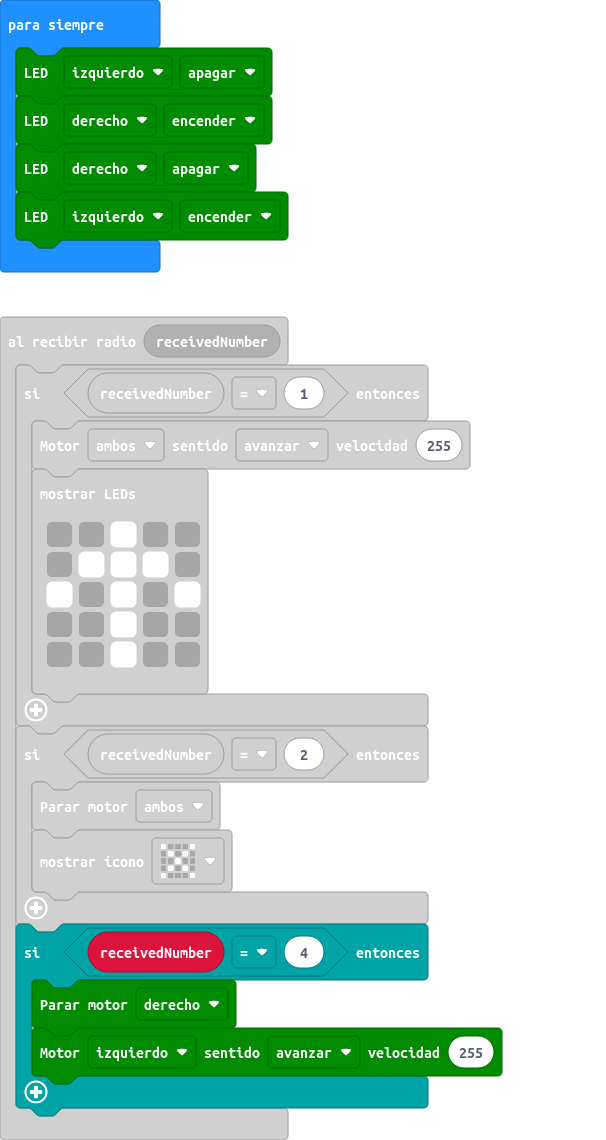 para siempre
LED izquierdo apagar
LED derecho encender
LED derecho apagar
LED izquierdo encender
al recibir radio receivedNumber
si receivedNumber = 1 entonces
Motor ambos sentido avanzar velocidad 255
mostrar LEDs
si receivedNumber = 2 entonces
Parar motor ambos
mostrar icono
si receivedNumber = 4 entonces
Parar motor derecho
Motor izquierdo sentido avanzar velocidad 255